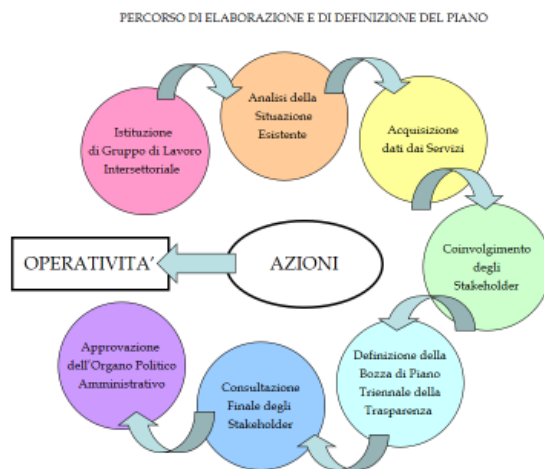 PERCORSO DI ELABORAZIONE E DI DEFINIZIONE DEL PIANO
Istituzione
di Gruppo di Lavoro
Intersettoriale
Analisi della
Situazione
Esistente
Acquisizione
dati dai Servizi
Coinvolgimento
degli
Stakeholder
OPERATIVITA'
AZIONI
Definizione della
Bozza di Piano
Triennale della
Trasparenza
Consultazione
Finale degli
Stakeholder
Approvazione
dell'Organo Politico
Amministrativo